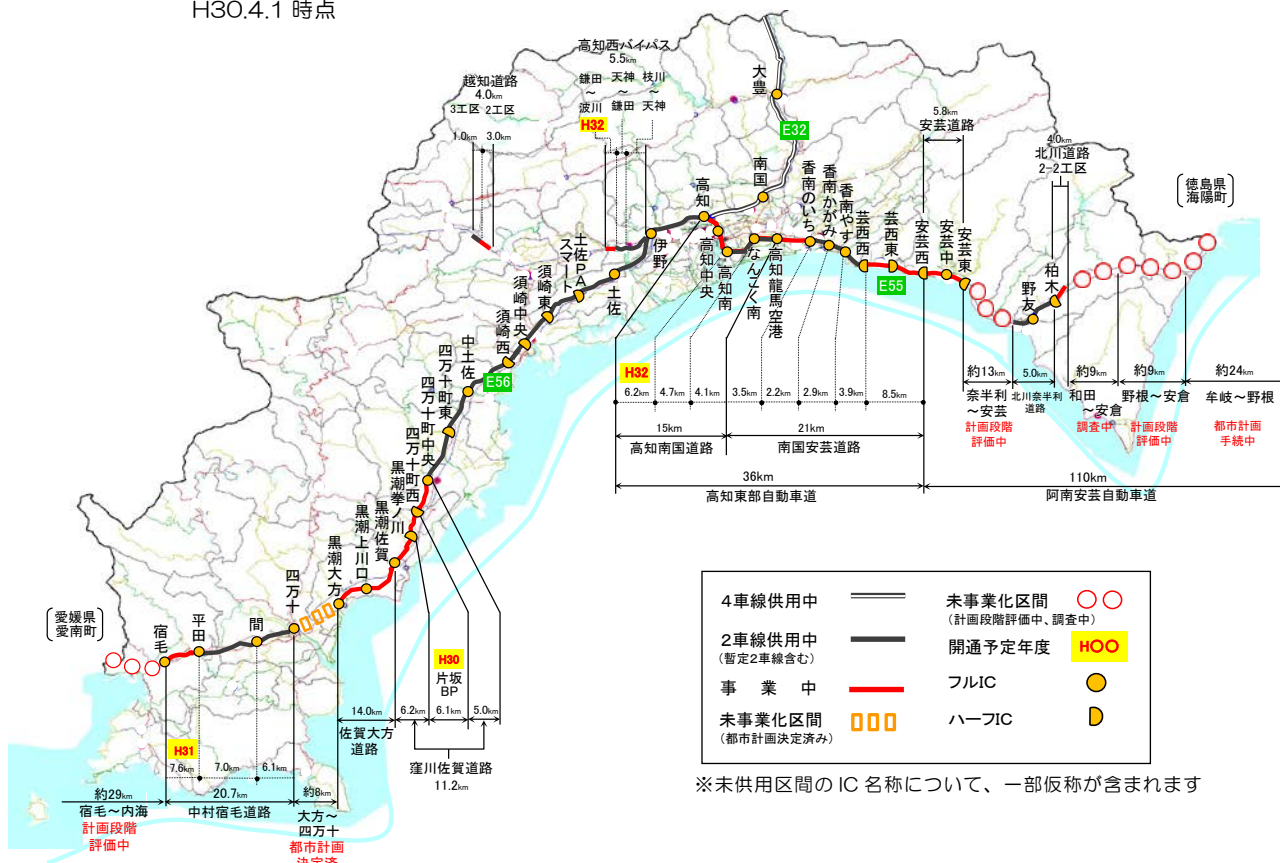 H30.4.1 時点
高知西バイパス
5.5km
鎌田
～
波川
天神
～
鎌田
枝川
～
天神
H32
越知道路
4.0km
3工区 2工区
1.0km 3.0km
大豊
E32
南国
高知
伊野
土佐
土佐PA
スマート
須崎東
須崎中央
須崎西
中土佐
E56
四万十町東
四万十町中央
四万十町西
黒潮拳ノ川
黒潮佐賀
黒潮上川口
黒潮大方
四万十
間
平田
宿毛
愛媛県
愛南町
高知中央
高知南
なんこく南
高知龍馬空港
香南のいち
香南かがみ
香南やす
芸西西
芸西東
E55
安芸西
安芸中
安芸東
5.8km
安芸道路
4.0km
北川道路
2-2工区
野友
柏木
徳島県
海陽町
H32
6.2km
4.7km
4.1km
3.5km
2.2km
2.9km
3.9km
8.5km
15km
高知南国道路
21km
南国安芸道路
36km
高知東部自動車道
110km
阿南安芸自動車道
約13km
奈半利
～安芸
計画段階
評価中
5.0km
北川奈半利
道路
約9km
和田
～安倉
調査中
約9km
野根～安倉
計画段階
評価中
約24km
牟岐～野根
都市計画
手続中
H30
片坂
BP
14.0km
6.2km
6.1km
5.0km
佐賀大方
道路
窪川佐賀道路
11.2km
H31
7.6km
7.0km
6.1km
約29km
宿毛～内海
計画段階
評価中
20.7km
中村宿毛道路
約8km
大方～
四万十
都市計画
決定済
4車線供用中
2車線供用中
(暫定2車線含む)
事業中
未事業化区間
(都市計画決定済み)
未事業化区間
(計画段階評価中、調査中)
開通予定年度 H○○
フルIC
ハーフIC
※未供用区間の IC 名称について、一部仮称が含まれます